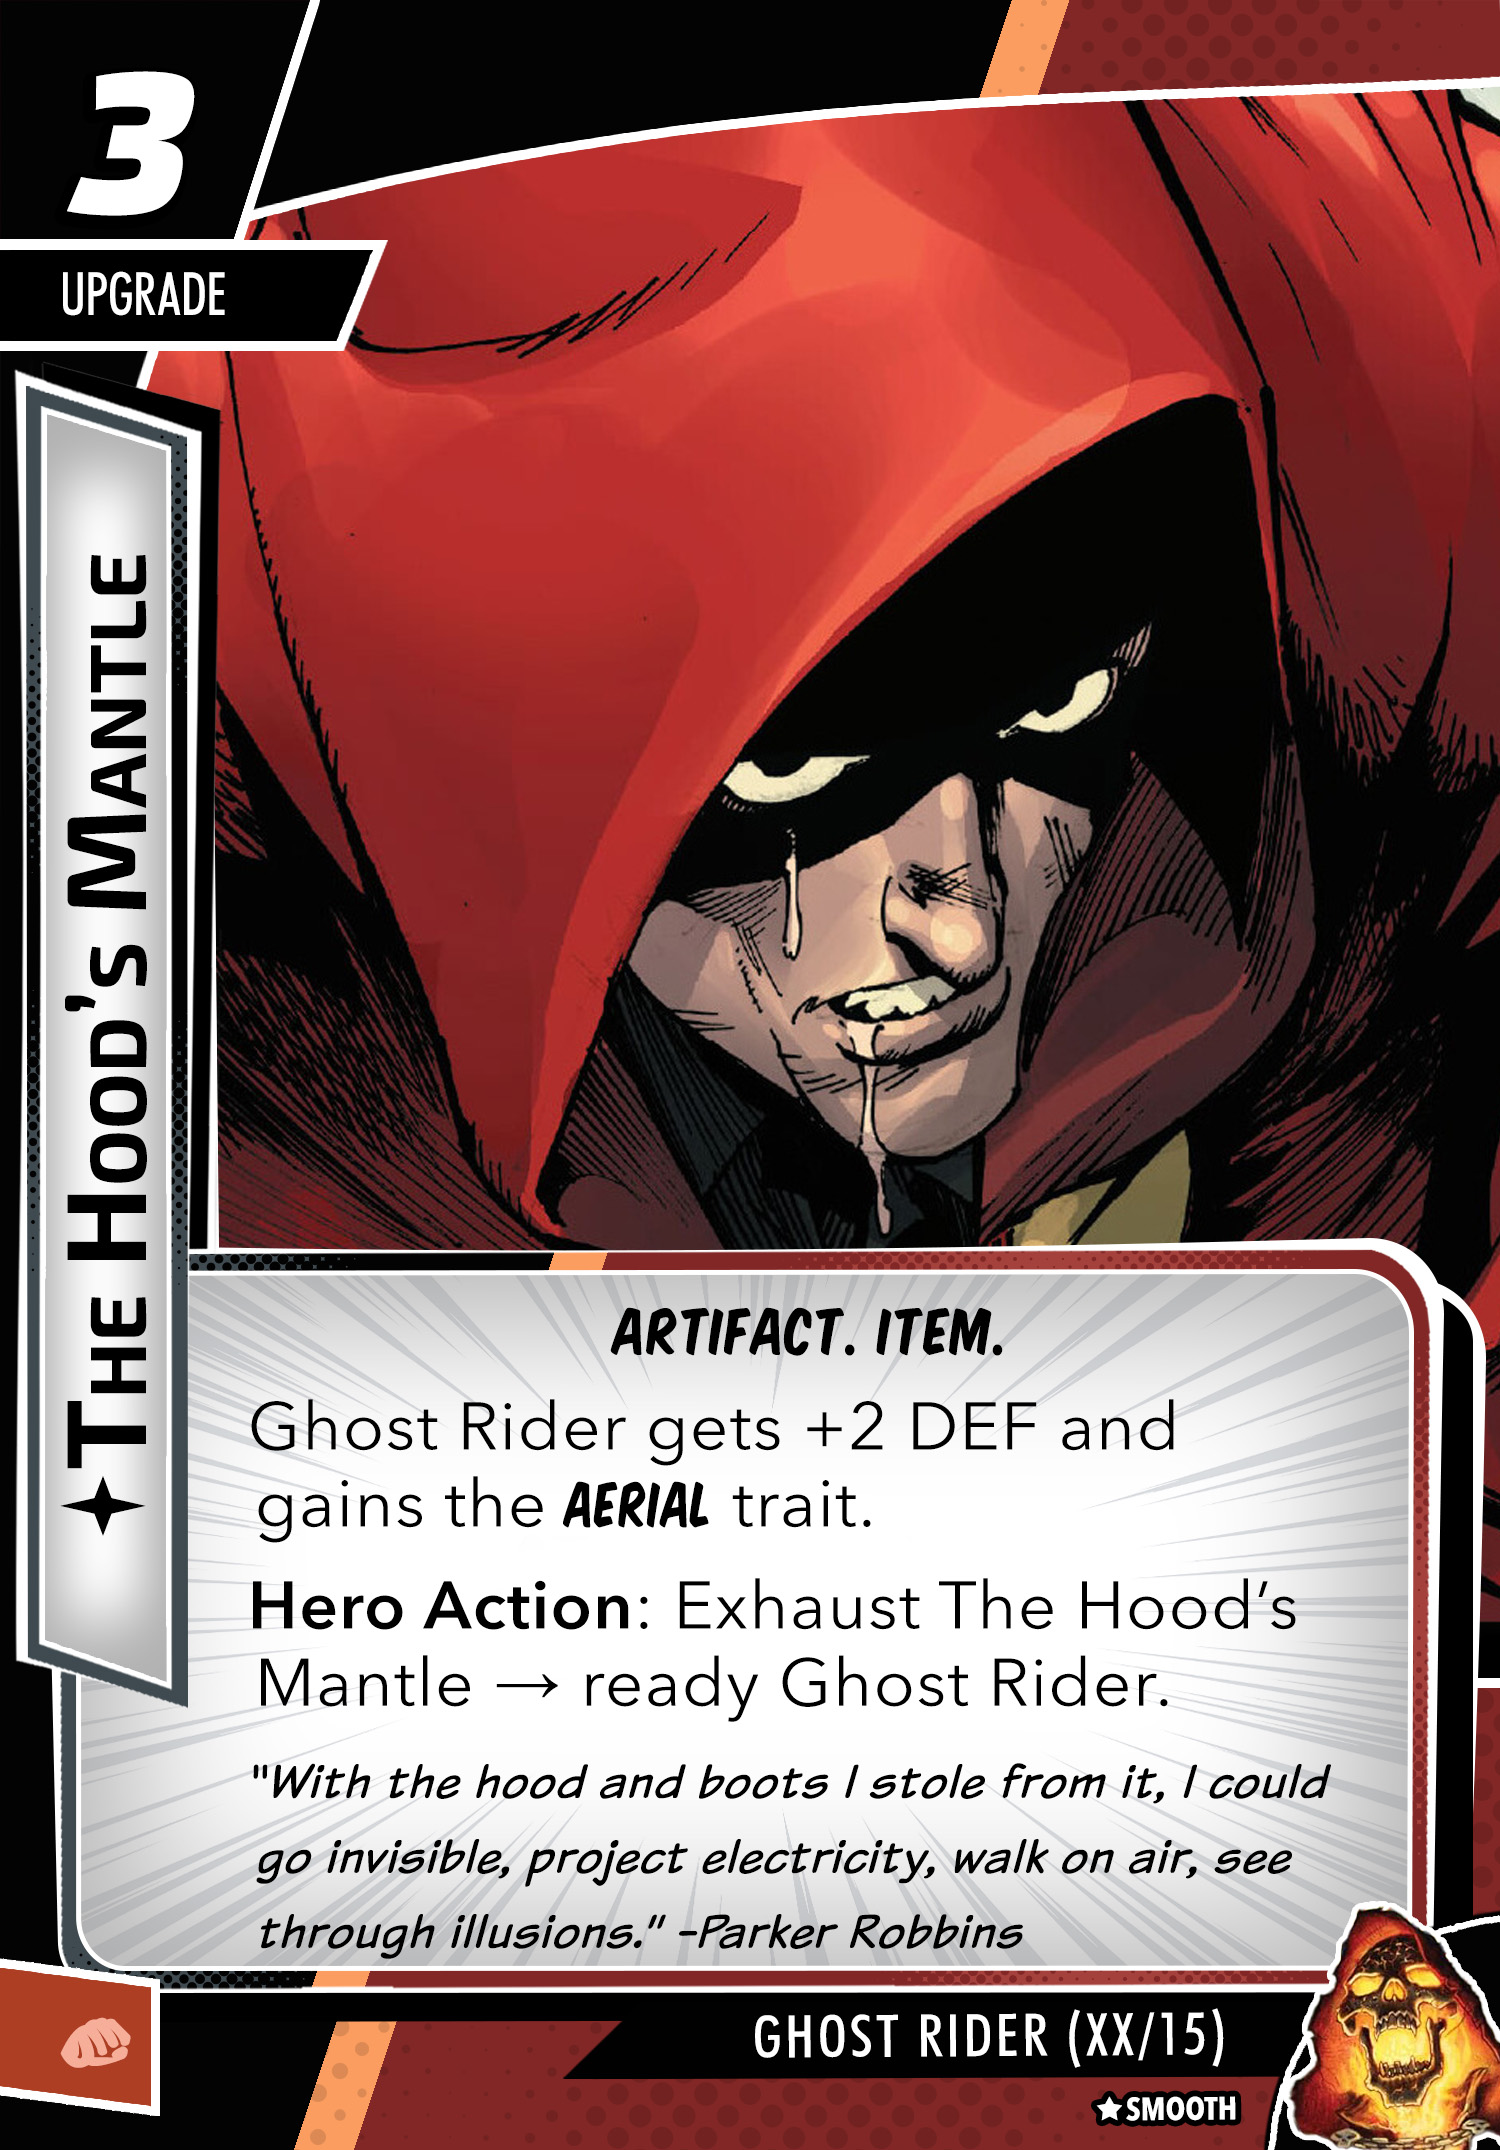 3
UPGRADE
THE HOOD'S MANTLE
ARTIFACT. ITEM.
Ghost Rider gets +2 DEF and
gains the AERIAL trait.
Hero Action: Exhaust The Hood's
Mantle → ready Ghost Rider.
"With the hood and boots I stole from it, I could
go invisible, project electricity, walk on air, see
through illusions." -Parker Robbins
GHOST RIDER (XX/15)
★SMOOTH